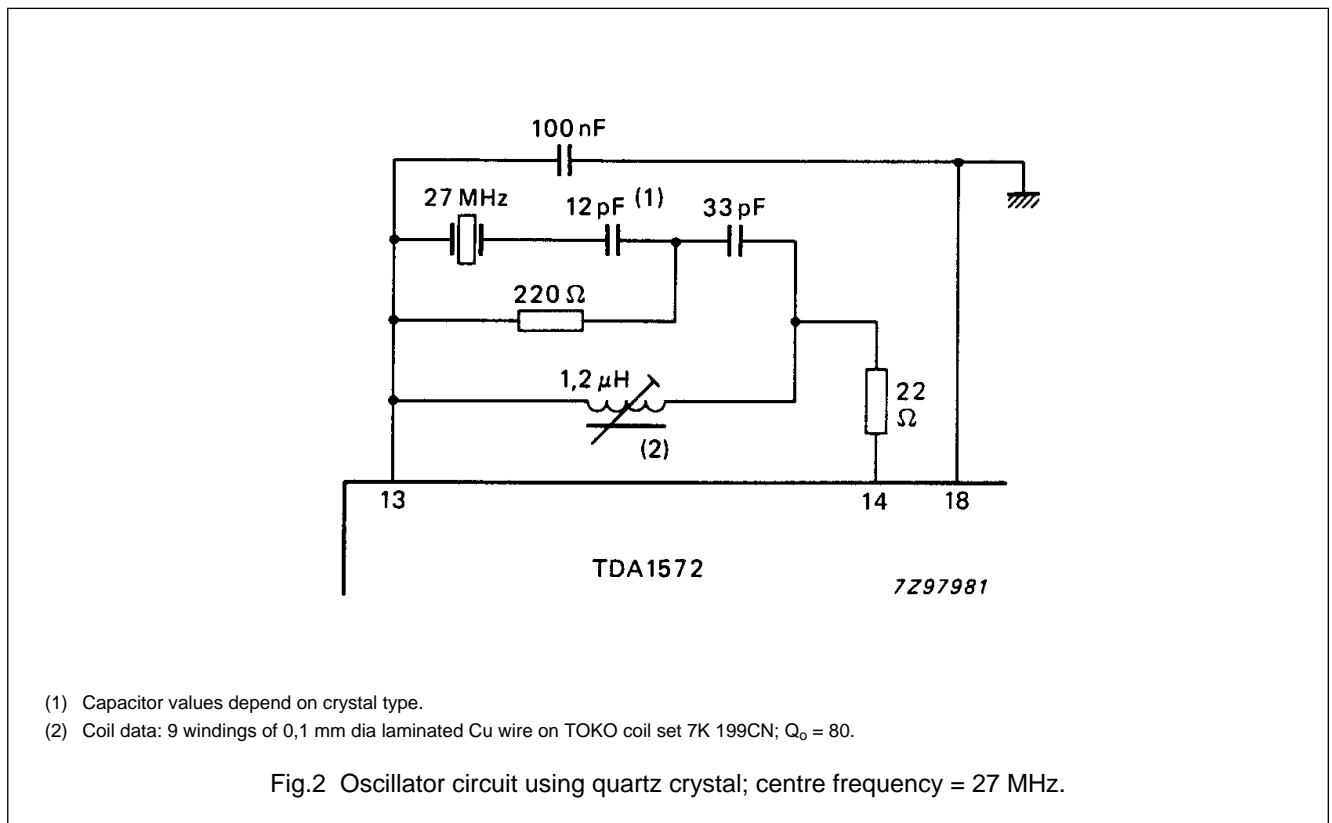 100 nF
27 MHz
12 pF (1)
33 pF
220 Ω
1,2 μH
(2)
22
Ω
13
14
18
TDA1572
7Z97981
(1) Capacitor values depend on crystal type.
(2) Coil data: 9 windings of 0,1 mm dia laminated Cu wire on TOKO coil set 7K 199CN; Qo = 80.
Fig.2 Oscillator circuit using quartz crystal; centre frequency = 27 MHz.